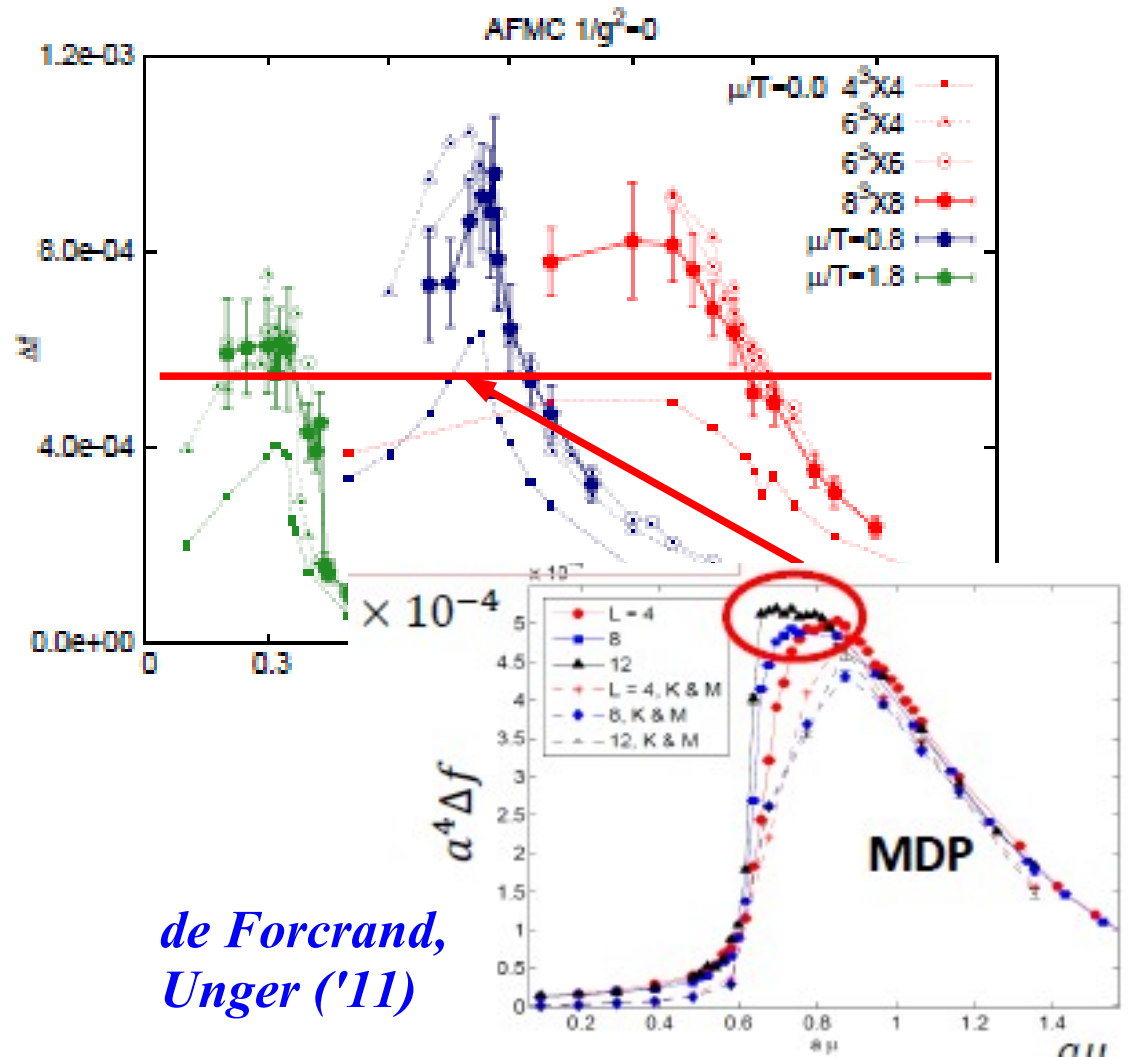 AFMC 1/g²=0
1.2e-03
8.0e-04
4.0e-04
0.0e+00
0
0.3
μ/T=0.0 4³X4
6³X4
6³X6
8³X8
μ/T=0.8
μ/T=1.8
× 10⁻⁴
L = 4
8
12
L = 4, K & M
8, K & M
12, K & M
5
4.5
4
3.5
3
2.5
2
1.5
1
0.5
0
a⁴Δf
MDP
0.2
0.4
0.6
0.8
1
1.2
1.4
a μ
aμ
de Forcrand,
Unger ('11)